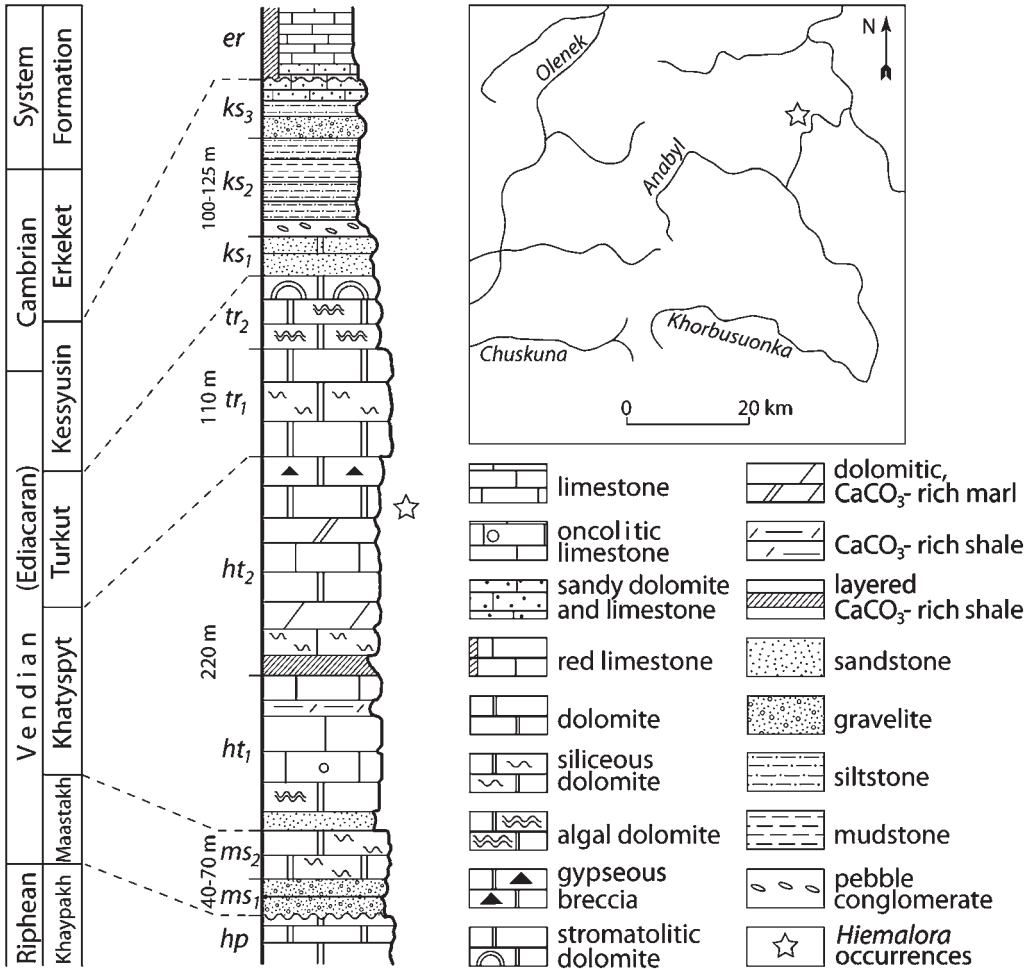 System
Formation
Cambrian
Erkeket
Kessyusin
Vendian
(Ediacaran)
Turkut
Khatyspyt
Maastakh
Riphean
Khaypakh
er
ks3
100-125 m
ks2
ks1
tr2
110 m
tr1
ht2
220 m
ht1
40-70 m
ms2
ms1
hp
N
Olenek
Anabyl
Khorbusuonka
Chuskuna
0 20 km
limestone
oncolitic
limestone
sandy dolomite
and limestone
red limestone
dolomite
siliceous
dolomite
algal dolomite
gypseous
breccia
stromatolitic
dolomite
dolomitic,
CaCO3- rich marl
CaCO3- rich shale
layered
CaCO3- rich shale
sandstone
gravelite
siltstone
mudstone
pebble
conglomerate
Hiemalora
occurrences